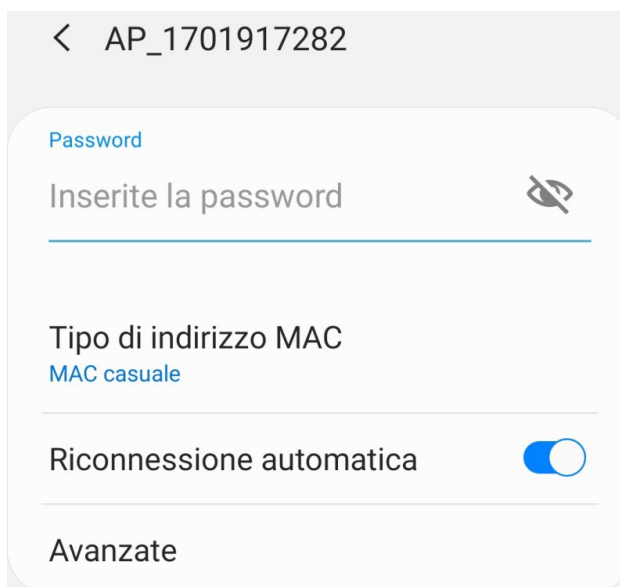 AP_1701917282
Password
Inserite la password
Tipo di indirizzo MAC
MAC casuale
Riconnessione automatica
Avanzate